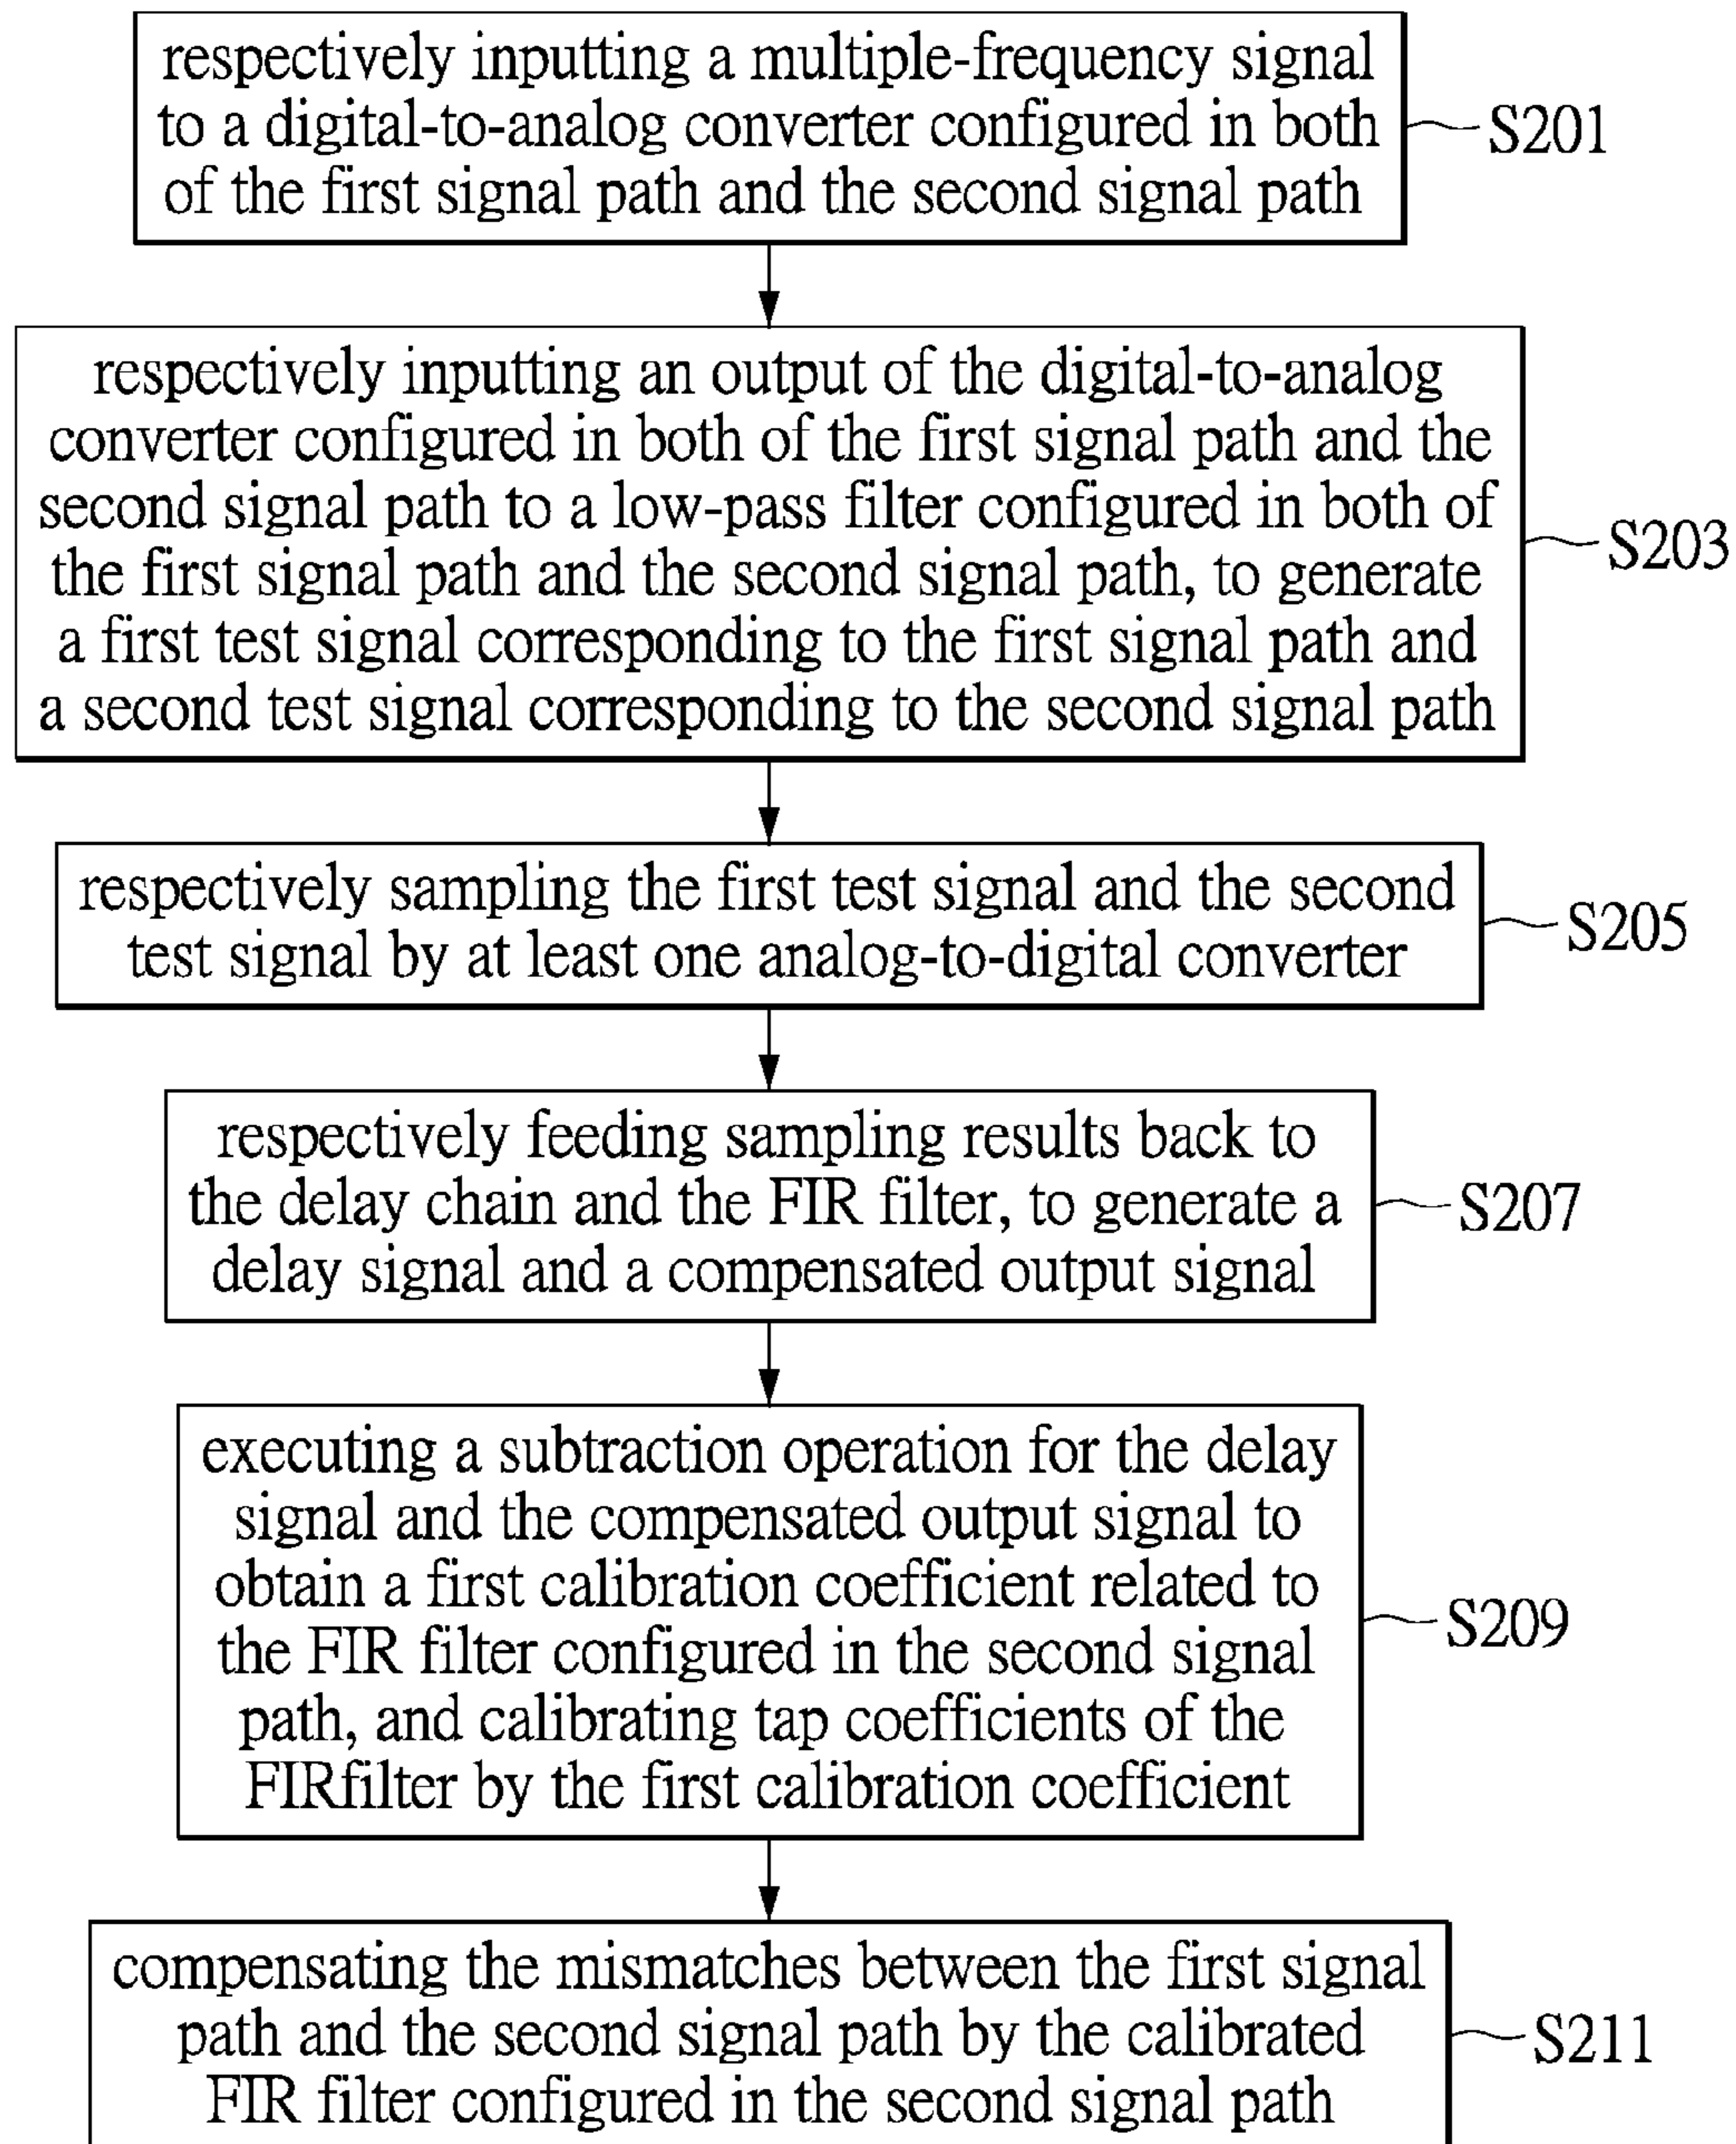 respectively inputting a multiple-frequency signal
to a digital-to-analog converter configured in both
of the first signal path and the second signal path
S201
respectively inputting an output of the digital-to-analog
converter configured in both of the first signal path and the
second signal path to a low-pass filter configured in both of
the first signal path and the second signal path, to generate
a first test signal corresponding to the first signal path and
a second test signal corresponding to the second signal path
S203
respectively sampling the first test signal and the second
test signal by at least one analog-to-digital converter
S205
respectively feeding sampling results back to
the delay chain and the FIR filter, to generate a
delay signal and a compensated output signal
S207
executing a subtraction operation for the delay
signal and the compensated output signal to
obtain a first calibration coefficient related to
the FIR filter configured in the second signal
path, and calibrating tap coefficients of the
FIRfilter by the first calibration coefficient
S209
compensating the mismatches between the first signal
path and the second signal path by the calibrated
FIR filter configured in the second signal path
S211